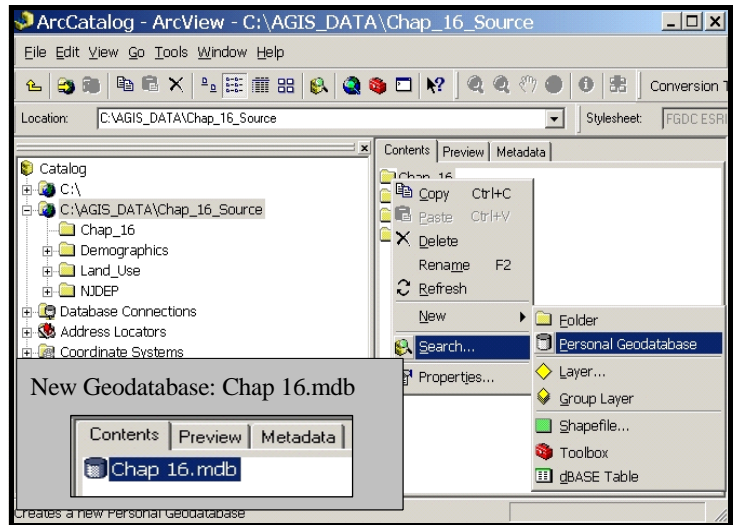 ArcCatalog - ArcView - C:\AGIS_DATA\Chap_16_Source
File Edit View Go Tools Window Help
Conversion T
Location: C:\AGIS_DATA\Chap_16_Source Stylesheet: FGDC ESRI
Contents Preview Metadata
Catalog
C:\
C:\AGIS_DATA\Chap_16_Source
Chap_16
Demographics
Land_Use
NJDEP
Database Connections
Address Locators
Coordinate Systems
Chap_16
Copy Ctrl+C
Paste Ctrl+V
Delete
Rename F2
Refresh
New
Search...
Properties...
Folder
Personal Geodatabase
Layer...
Group Layer
Shapefile...
Toolbox
dBASE Table
New Geodatabase: Chap 16.mdb
Contents Preview Metadata
Chap 16.mdb
Creates a new Personal Geodatabase